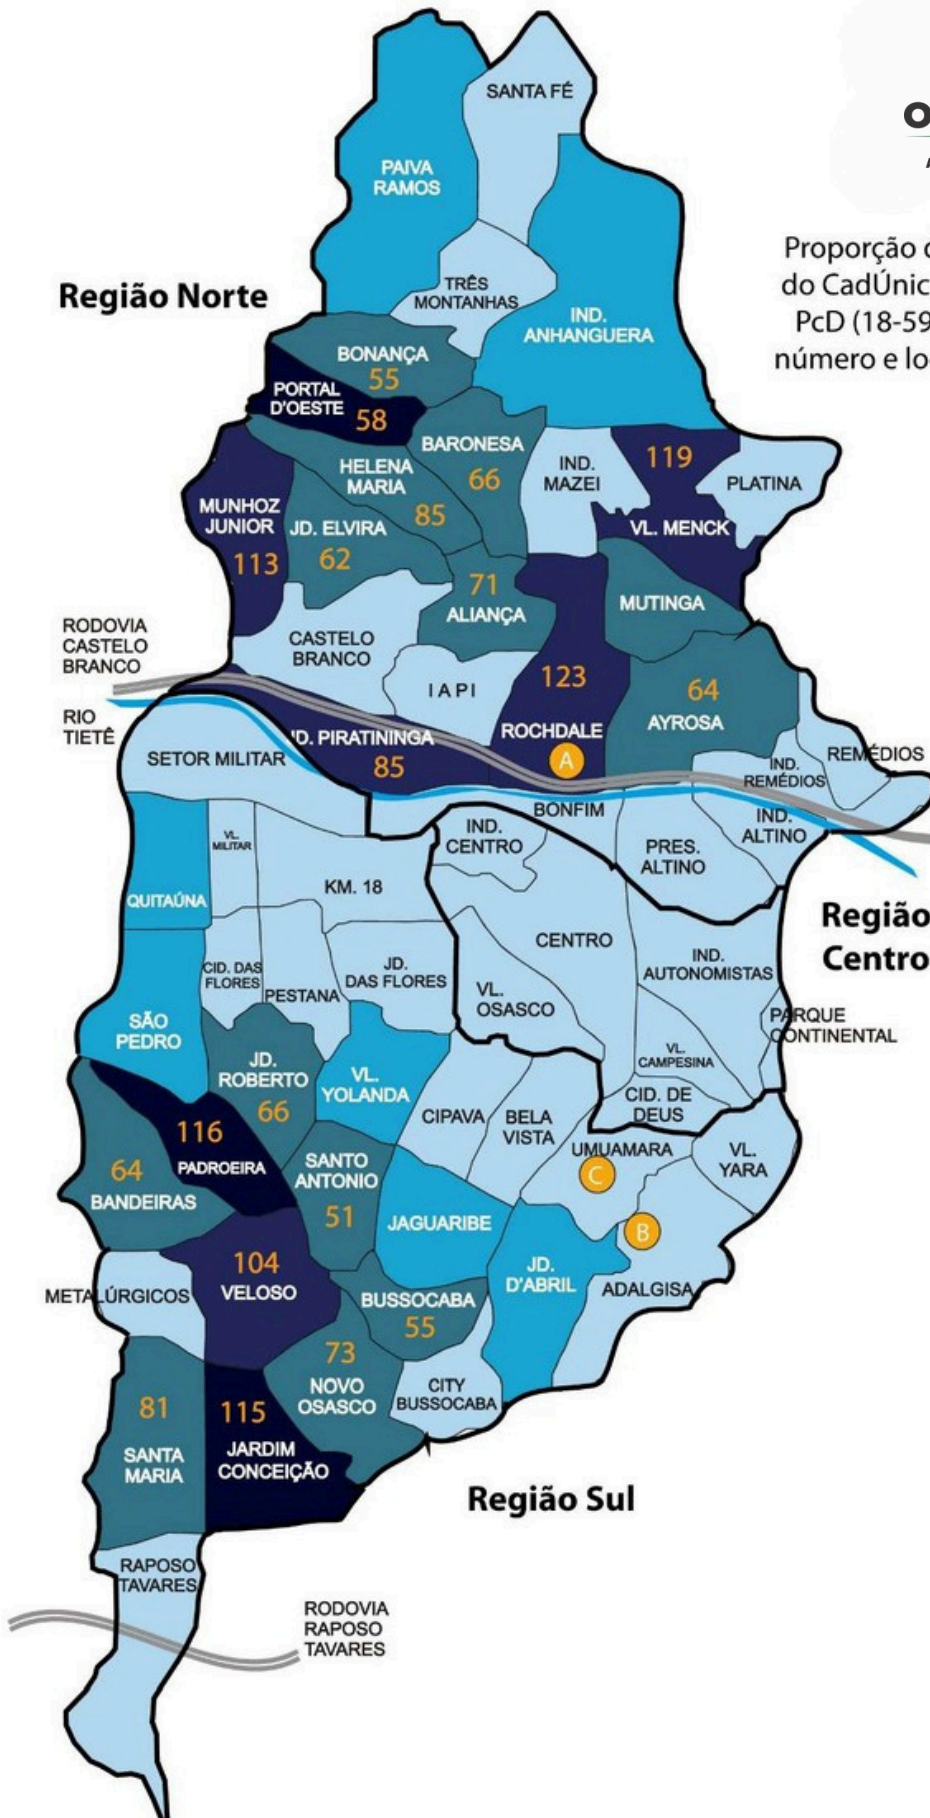 SANTA FÉ
O
PAIVA
RAMOS
Proporção
do CadÚnic
PcD (18-59
número e lo
Região Norte
TRÊS
MONTANHAS
IND.
ANHANGUERA
BONANÇA
55
PORTAL
D'OESTE
58
BARONESA
66
HELENA
MARIA
85
IND.
MAZEI
119
VL. MENCK
PLATINA
MUNHOZ
JUNIOR
113
JD. ELVIRA
62
71
ALIANÇA
MUTINGA
RODOVIA
CASTELO
BRANCO
CASTELO
BRANCO
I A P I
123
ROCHDALE
A
64
AYROSA
RIO
TIETÊ
JD. PIRATININGA
85
SETOR MILITAR
REMÉDIOS
IND.
REMÉDIOS
BONFIM
IND.
CENTRO
IND.
ALTINO
PRES.
ALTINO
VL.
MILITAR
KM. 18
QUITAÚNA
Região
Centro
CENTRO
IND.
AUTONOMISTAS
CID. DAS
FLORES
PESTANA
JD.
DAS FLORES
VL.
OSASCO
PARQUE
CONTINENTAL
SÃO
PEDRO
JD.
ROBERTO
66
VL.
YOLANDA
VL.
CAMPESINA
CIPAVA
BELA
VISTA
CID. DE
DEUS
116
PADROEIRA
UMUAMARA
C
VL.
YARA
64
BANDEIRAS
SANTO
ANTONIO
51
JAGUARIBE
B
104
VELOSO
JD.
D'ABRIL
ADALGISA
METALÚRGICOS
BUSSOCABA
55
73
NOVO
OSASCO
CITY
BUSSOCABA
81
SANTA
MARIA
115
JARDIM
CONCEIÇÃO
Região Sul
RAPOSO
TAVARES
RODOVIA
RAPOSO
TAVARES